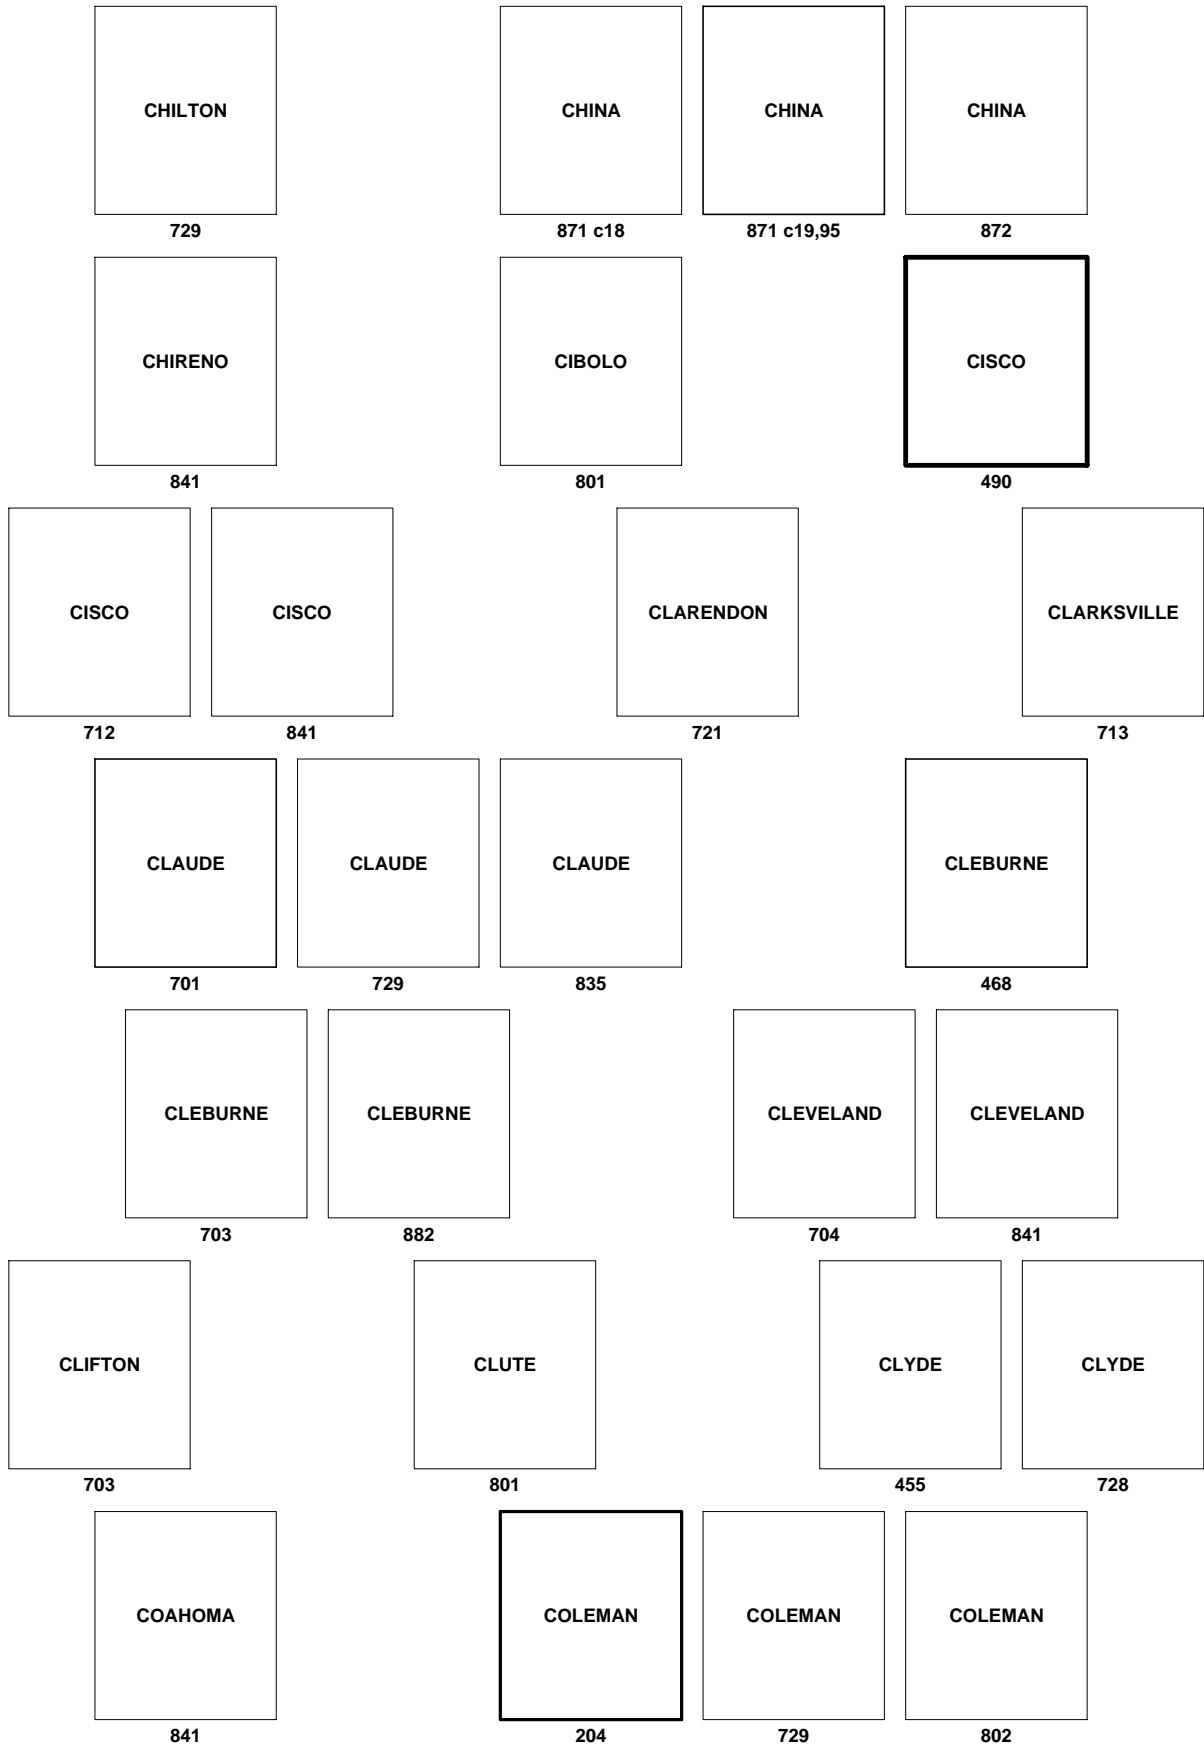 CHILTON CHINA CHINA CHINA
729 871 c18 871 c19,95 872
CHIRENO CIBOLO CISCO
841 801 490
CISCO CISCO CLARENDON CLARKSVILLE
712 841 721 713
CLAUDE CLAUDE CLAUDE CLEBURNE
701 729 835 468
CLEBURNE CLEBURNE CLEVELAND CLEVELAND
703 882 704 841
CLIFTON CLUTE CLYDE CLYDE
703 801 455 728
COAHOMA COLEMAN COLEMAN COLEMAN
841 204 729 802